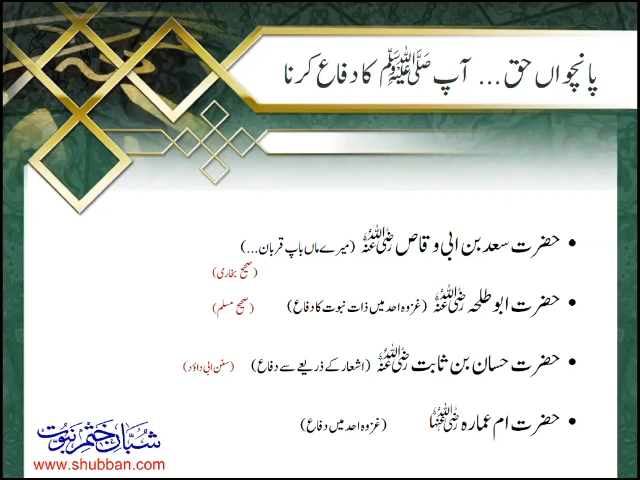 پانچواں حق... آپ ﷺ کا دفاع کرنا
• حضرت سعد بن ابی وقاص رضی اللہ عنہ (میرے ماں باپ قربان...)
(صحیح بخاری)
• حضرت ابو طلحہ رضی اللہ عنہ (غزوہ احد میں ذات نبوت کا دفاع) (صحیح مسلم)
• حضرت حسان بن ثابت رضی اللہ عنہ (اشعار کے ذریعے سے دفاع) (سنن ابی داؤد)
• حضرت ام عمارہ رضی اللہ عنہا (غزوہ احد میں دفاع)
شبان ختم نبوت
www.shubban.com